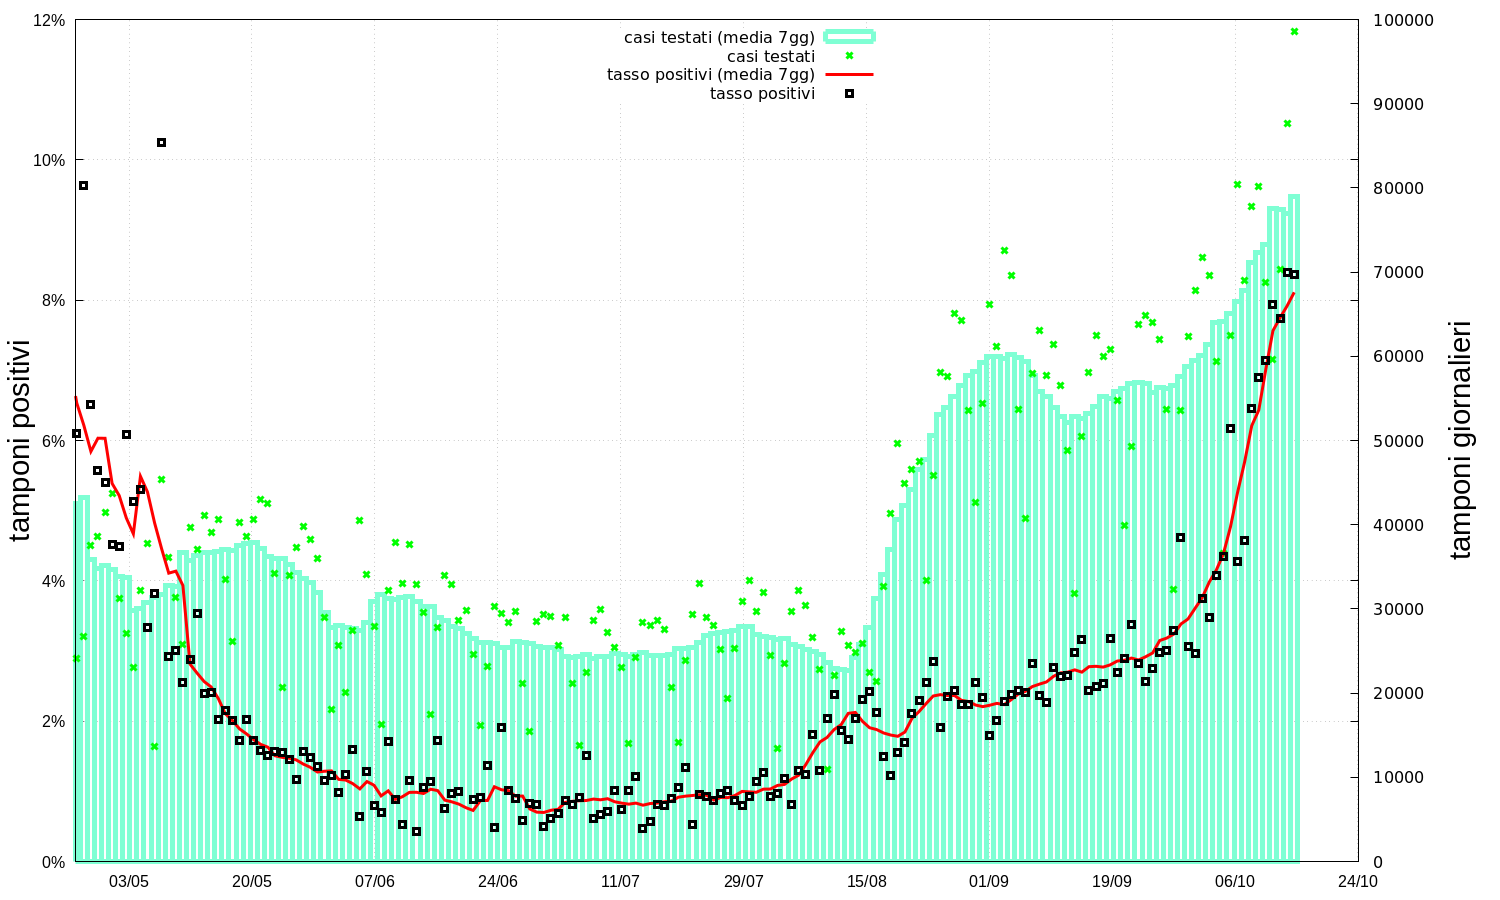 casi testati (media 7gg)
casi testati
tasso positivi (media 7gg)
tasso positivi
12%
10%
8%
6%
4%
2%
0%
tamponi positivi
100000
90000
80000
70000
60000
50000
40000
30000
20000
10000
0
tamponi giornalieri
03/05 20/05 07/06 24/06 11/07 29/07 15/08 01/09 19/09 06/10 24/10